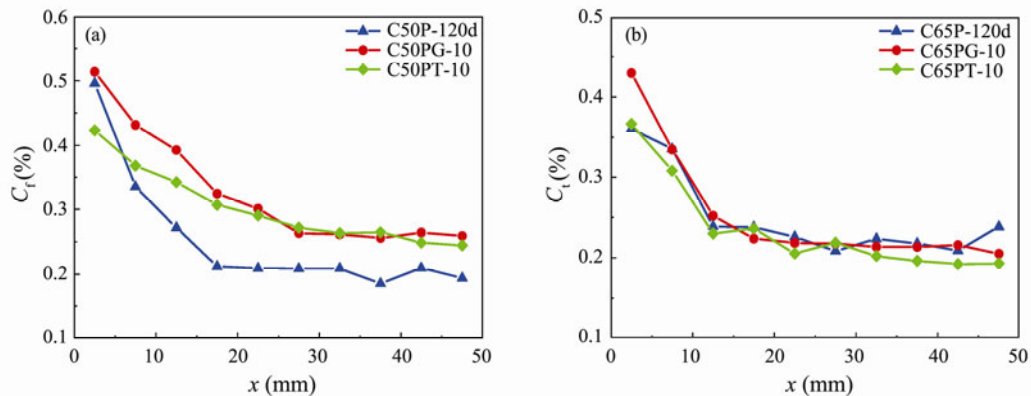 (a)
C50P-120d
C50PG-10
C50PT-10
0.6
0.5
0.4
0.3
0.2
0.1
Cf (%)
0 10 20 30 40 50
x (mm)
(b)
C65P-120d
C65PG-10
C65PT-10
0.5
0.4
0.3
0.2
0.1
Ct (%)
0 10 20 30 40 50
x (mm)